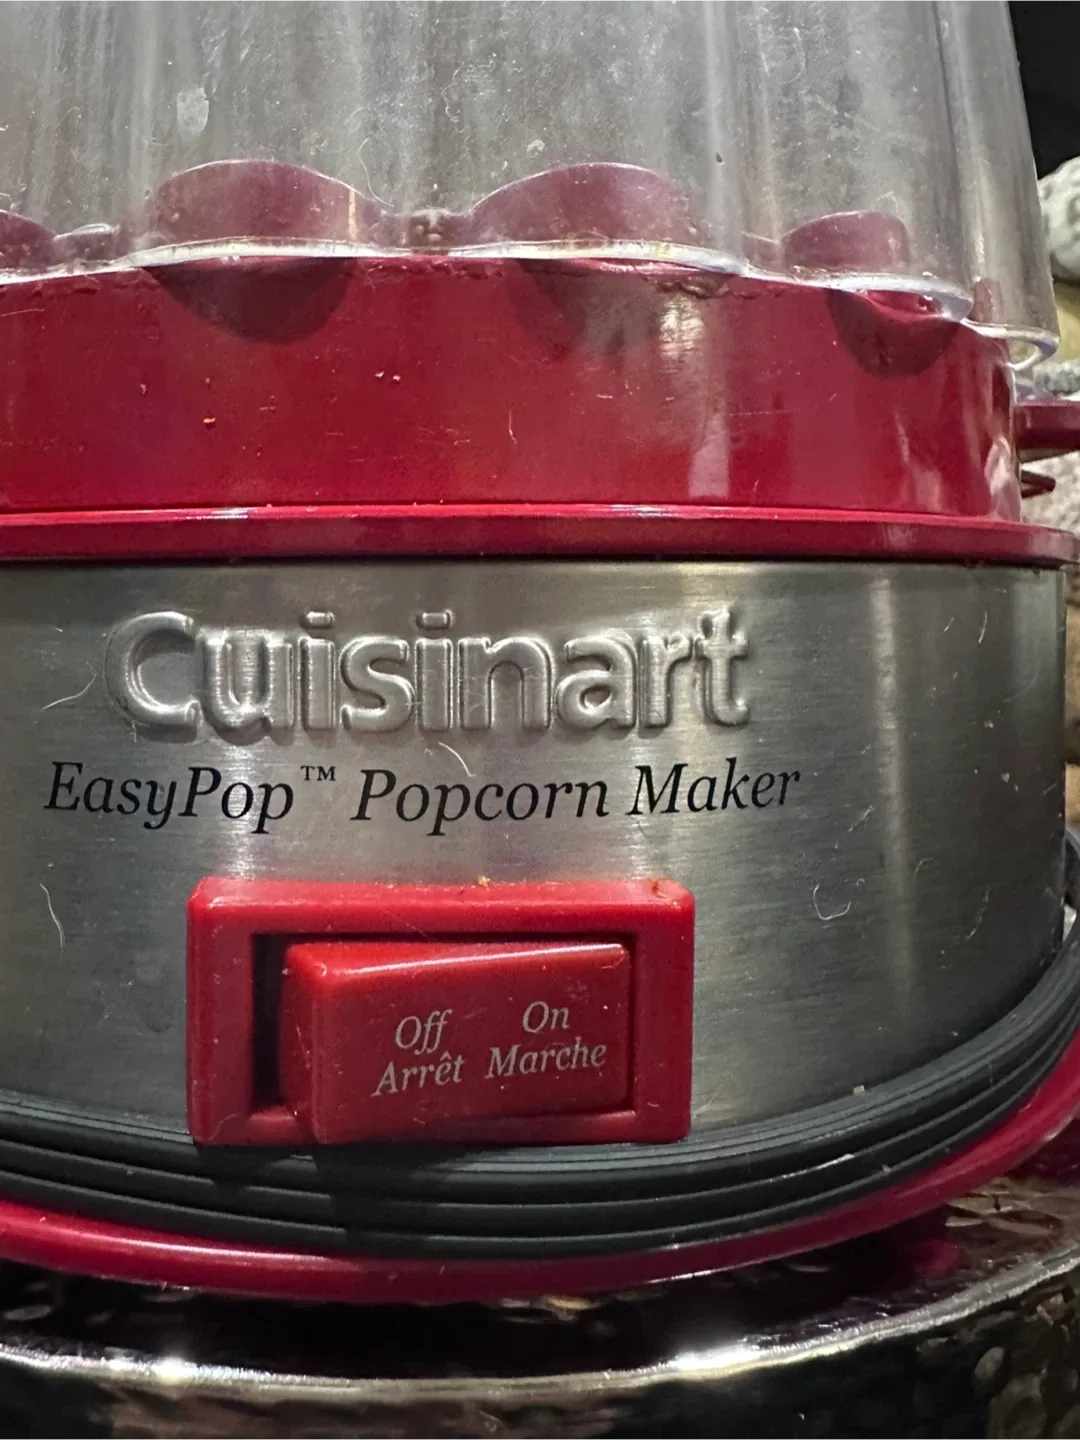 Cuisinart
EasyPop™ Popcorn Maker
Off On
Arrêt Marche